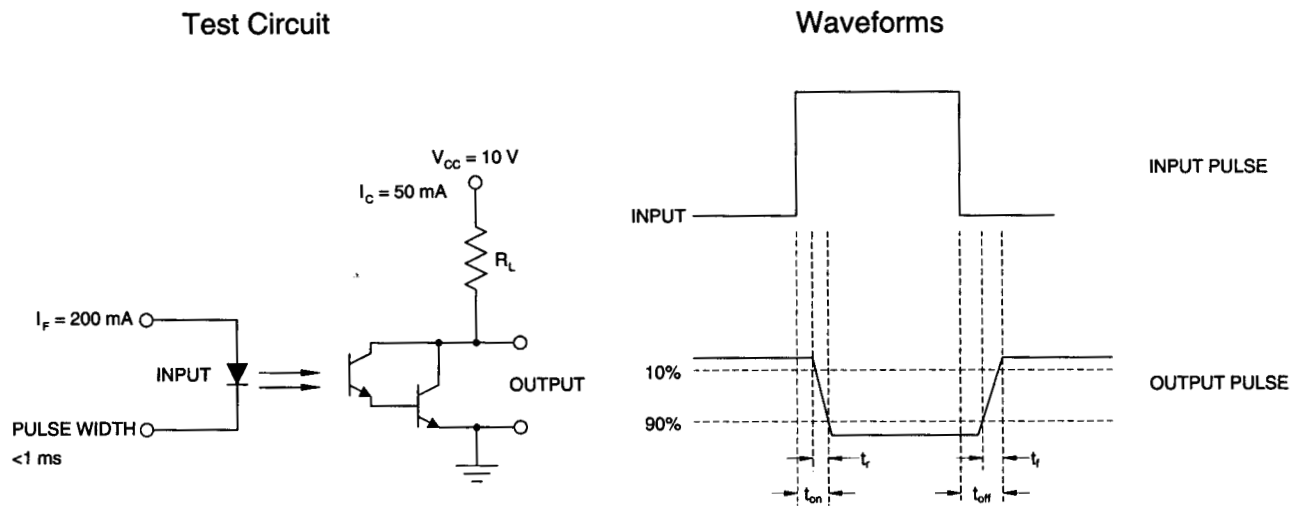 Test Circuit
V_CC = 10 V
I_C = 50 mA
R_L
I_F = 200 mA
INPUT
OUTPUT
PULSE WIDTH
<1 ms
Waveforms
INPUT
INPUT PULSE
10%
90%
OUTPUT PULSE
t_r
t_f
t_on
t_off